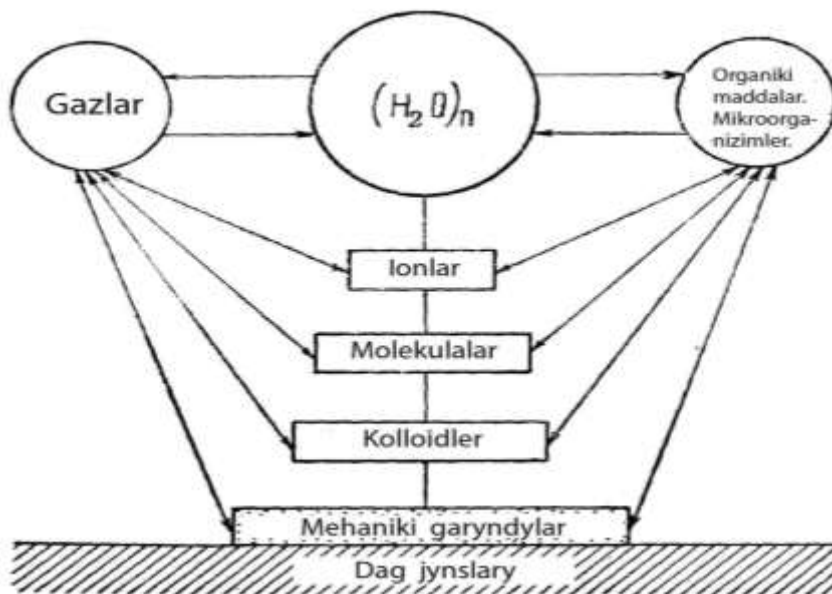 Gazlar
(H₂O)n
Organiki
maddalar.
Mikroorga-
nizimler.
Ionlar
Molekulalar
Kolloidler
Mehaniki garyndylar
Dag jynslary